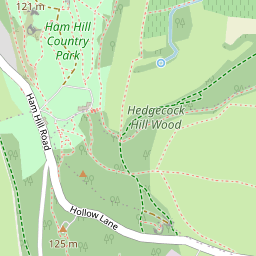 121 m
Ham Hill
Country
Park
Ham Hill Road
Hedgecock
Hill Wood
Hollow Lane
125 m